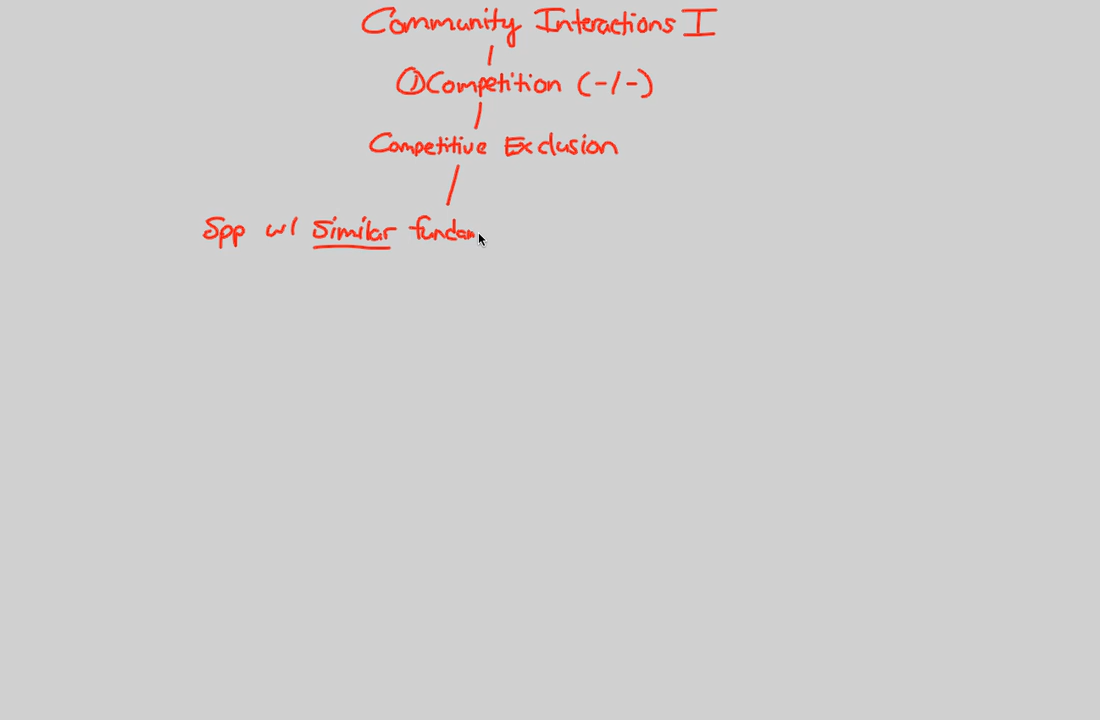 Community Interactions I
①Competition (-/-)
Competitive Exclusion
Spp w/ Similar fundam